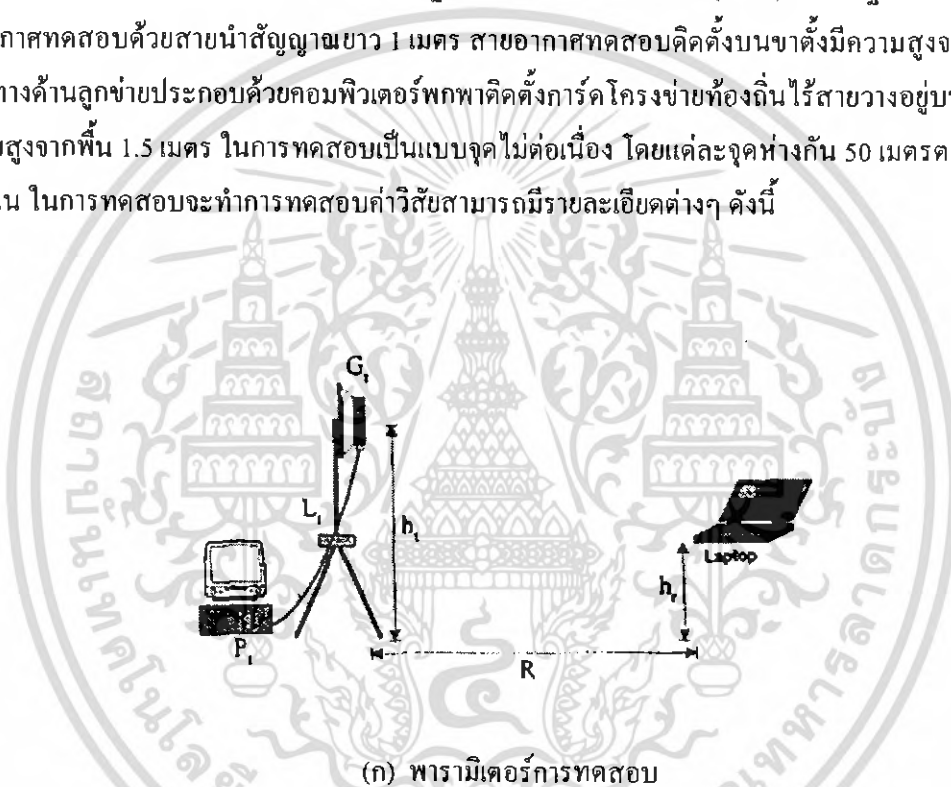 กาศทดสอบด้วยสายนำสัญญาณยาว 1 เมตร สายอากาศทดสอบติดตั้งบนขาตั้งมีความสูงจ
ทางด้านลูกข่ายประกอบด้วยคอมพิวเตอร์พกพาติดตั้งการ์ดโครงข่ายท้องถิ่นไร้สายวางอยู่บ
สูงจากพื้น 1.5 เมตร ในการทดสอบเป็นแบบจุดไม่ต่อเนื่อง โดยแต่ละจุดห่างกัน 50 เมตรต
น ในการทดสอบจะทำการทดสอบค่าวิสัยสามารถมีรายละเอียดต่างๆ ดังนี้
G_t
L_t
h_t
Laptop
h_r
P_t
R
(ก) พารามิเตอร์การทดสอบ